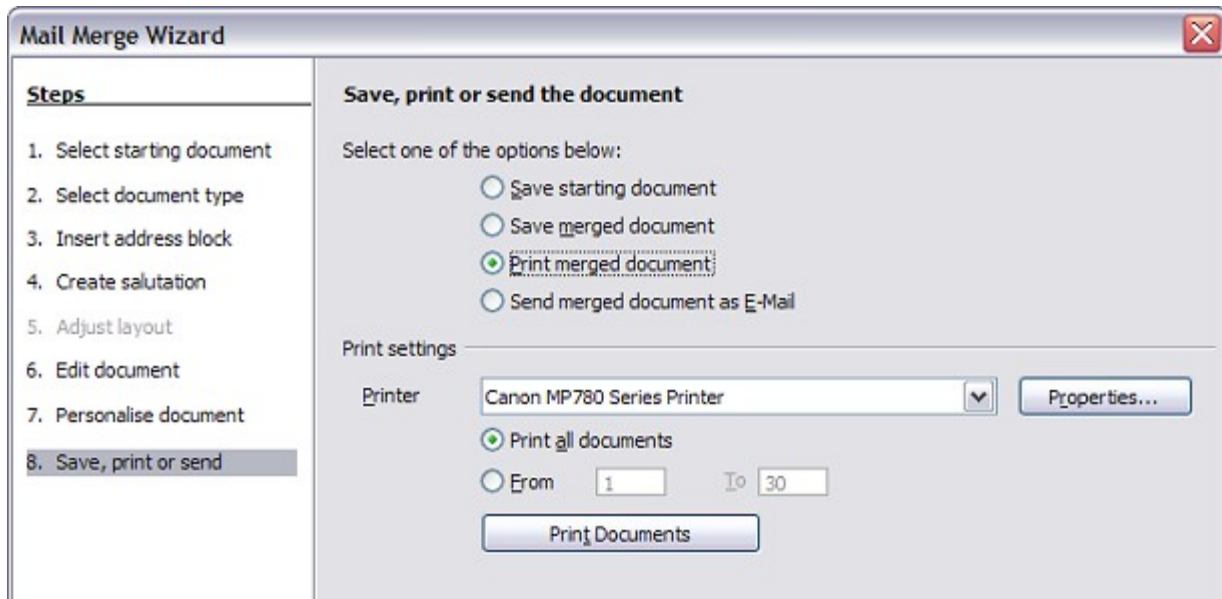 Mail Merge Wizard
Steps
1. Select starting document
2. Select document type
3. Insert address block
4. Create salutation
5. Adjust layout
6. Edit document
7. Personalise document
8. Save, print or send
Save, print or send the document
Select one of the options below:
Save starting document
Save merged document
Print merged document
Send merged document as E-Mail
Print settings
Printer Canon MP780 Series Printer Properties...
Print all documents
From 1 To 30
Print Documents